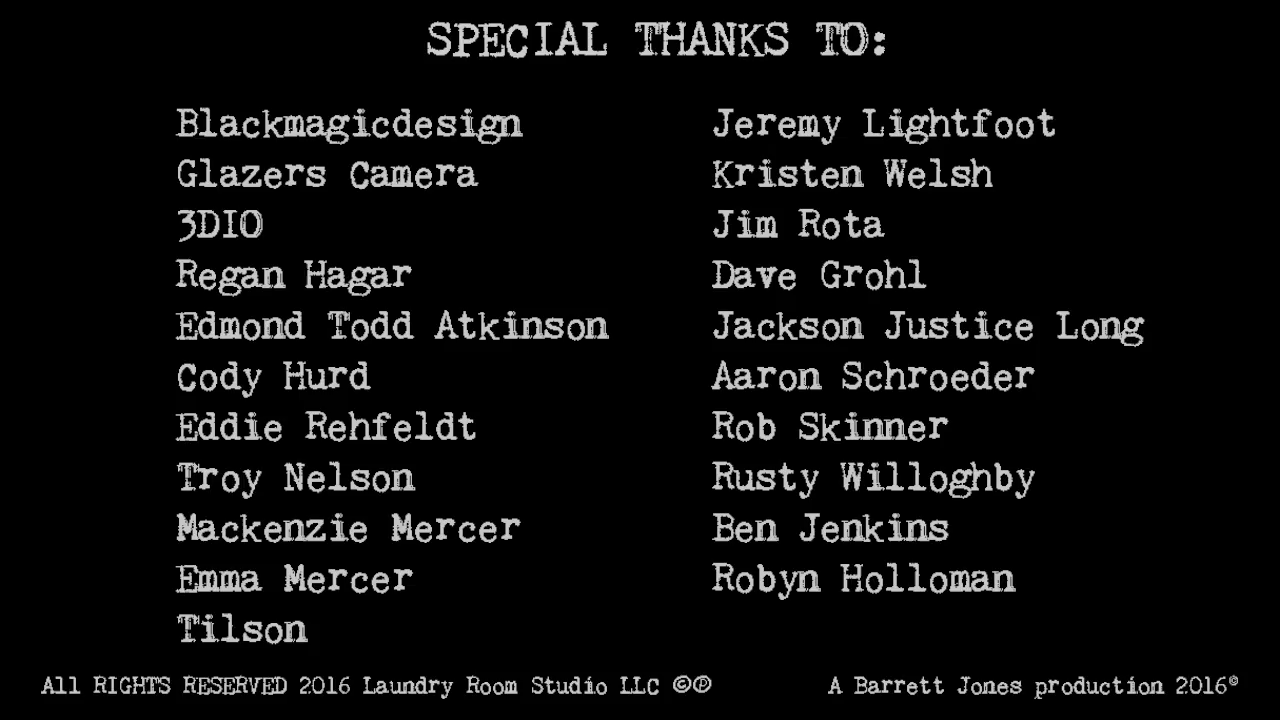 SPECIAL THANKS TO:
Blackmagicdesign
Glazers Camera
3DIO
Regan Hagar
Edmond Todd Atkinson
Cody Hurd
Eddie Rehfeldt
Troy Nelson
Mackenzie Mercer
Emma Mercer
Tilson
Jeremy Lightfoot
Kristen Welsh
Jim Rota
Dave Grohl
Jackson Justice Long
Aaron Schroeder
Rob Skinner
Rusty Willoghby
Ben Jenkins
Robyn Holloman
All RIGHTS RESERVED 2016 Laundry Room Studio LLC ©℗
A Barrett Jones production 2016©